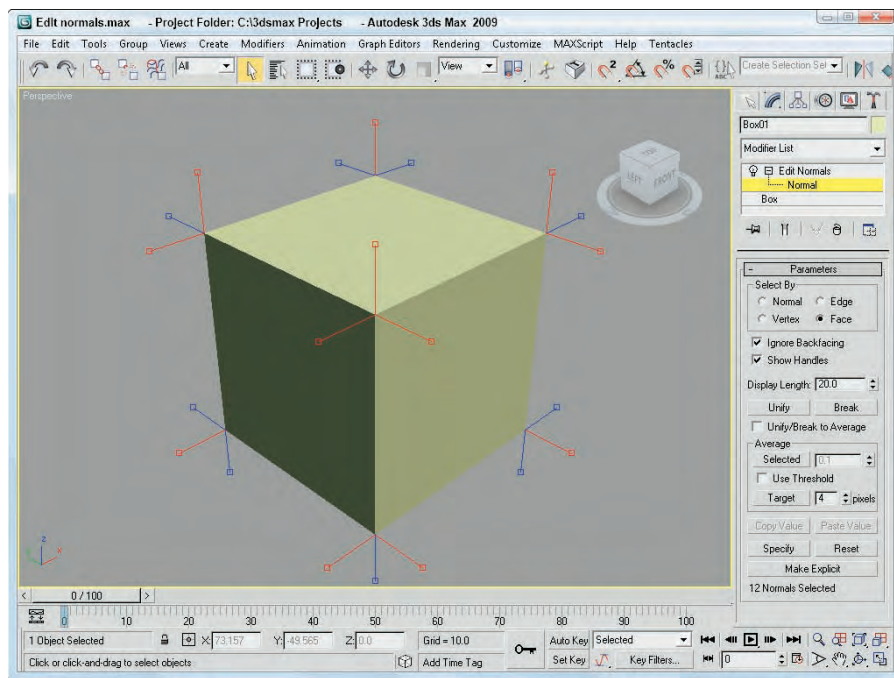 Edit normals.max - Project Folder: C:\3dsmax Projects - Autodesk 3ds Max 2009
File Edit Tools Group Views Create Modifiers Animation Graph Editors Rendering Customize MAXScript Help Tentacles
All View Create Selection Set
Perspective
TOP
LEFT FRONT
Box01
Modifier List
Edit Normals
Normal
Box
- Parameters
Select By
Normal Edge
Vertex Face
Ignore Backfacing
Show Handles
Display Length: 20.0
Unify Break
Unify/Break to Average
Average
Selected 0.1
Use Threshold
Target 4 pixels
Copy Value Paste Value
Specify Reset
Make Explicit
12 Normals Selected
z x
< 0 / 100 >
0 10 20 30 40 50 60 70 80 90 100
1 Object Selected X: 73.157 Y: -49.565 Z: 0.0 Grid = 10.0 Auto Key Selected
Click or click-and-drag to select objects Add Time Tag Set Key Key Filters... 0